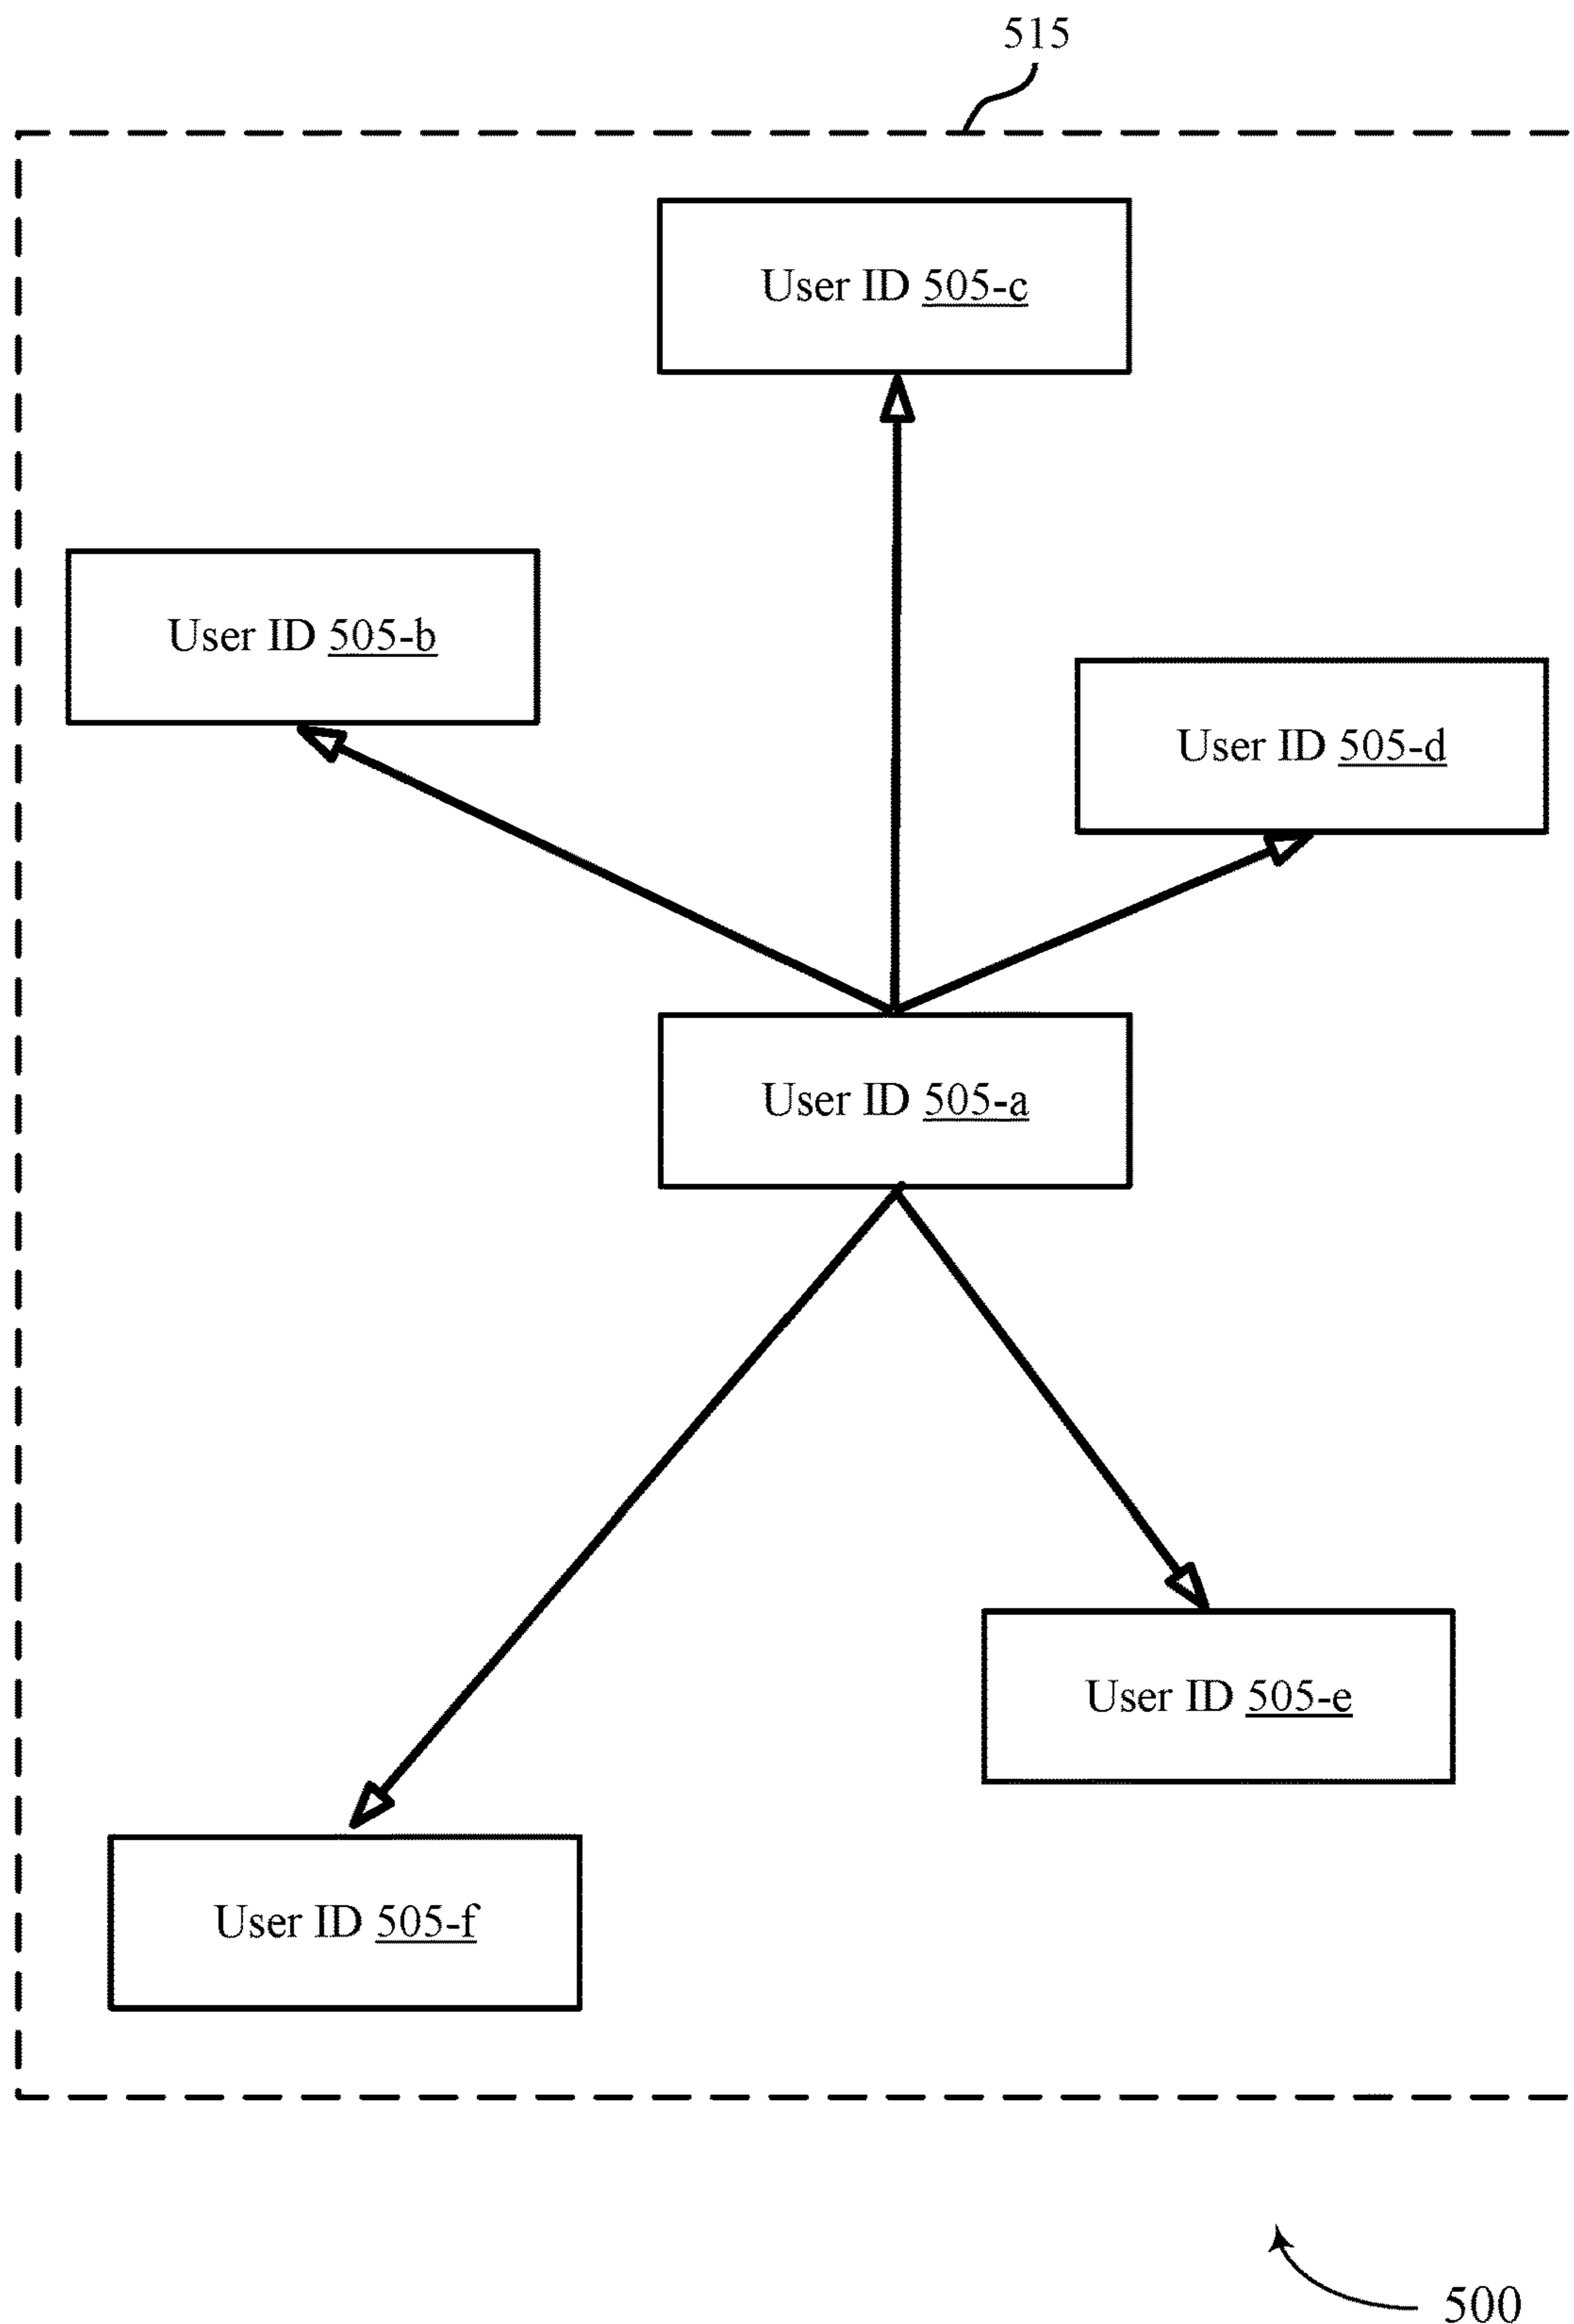 515
User ID 505-c
User ID 505-b
User ID 505-d
User ID 505-a
User ID 505-e
User ID 505-f
500